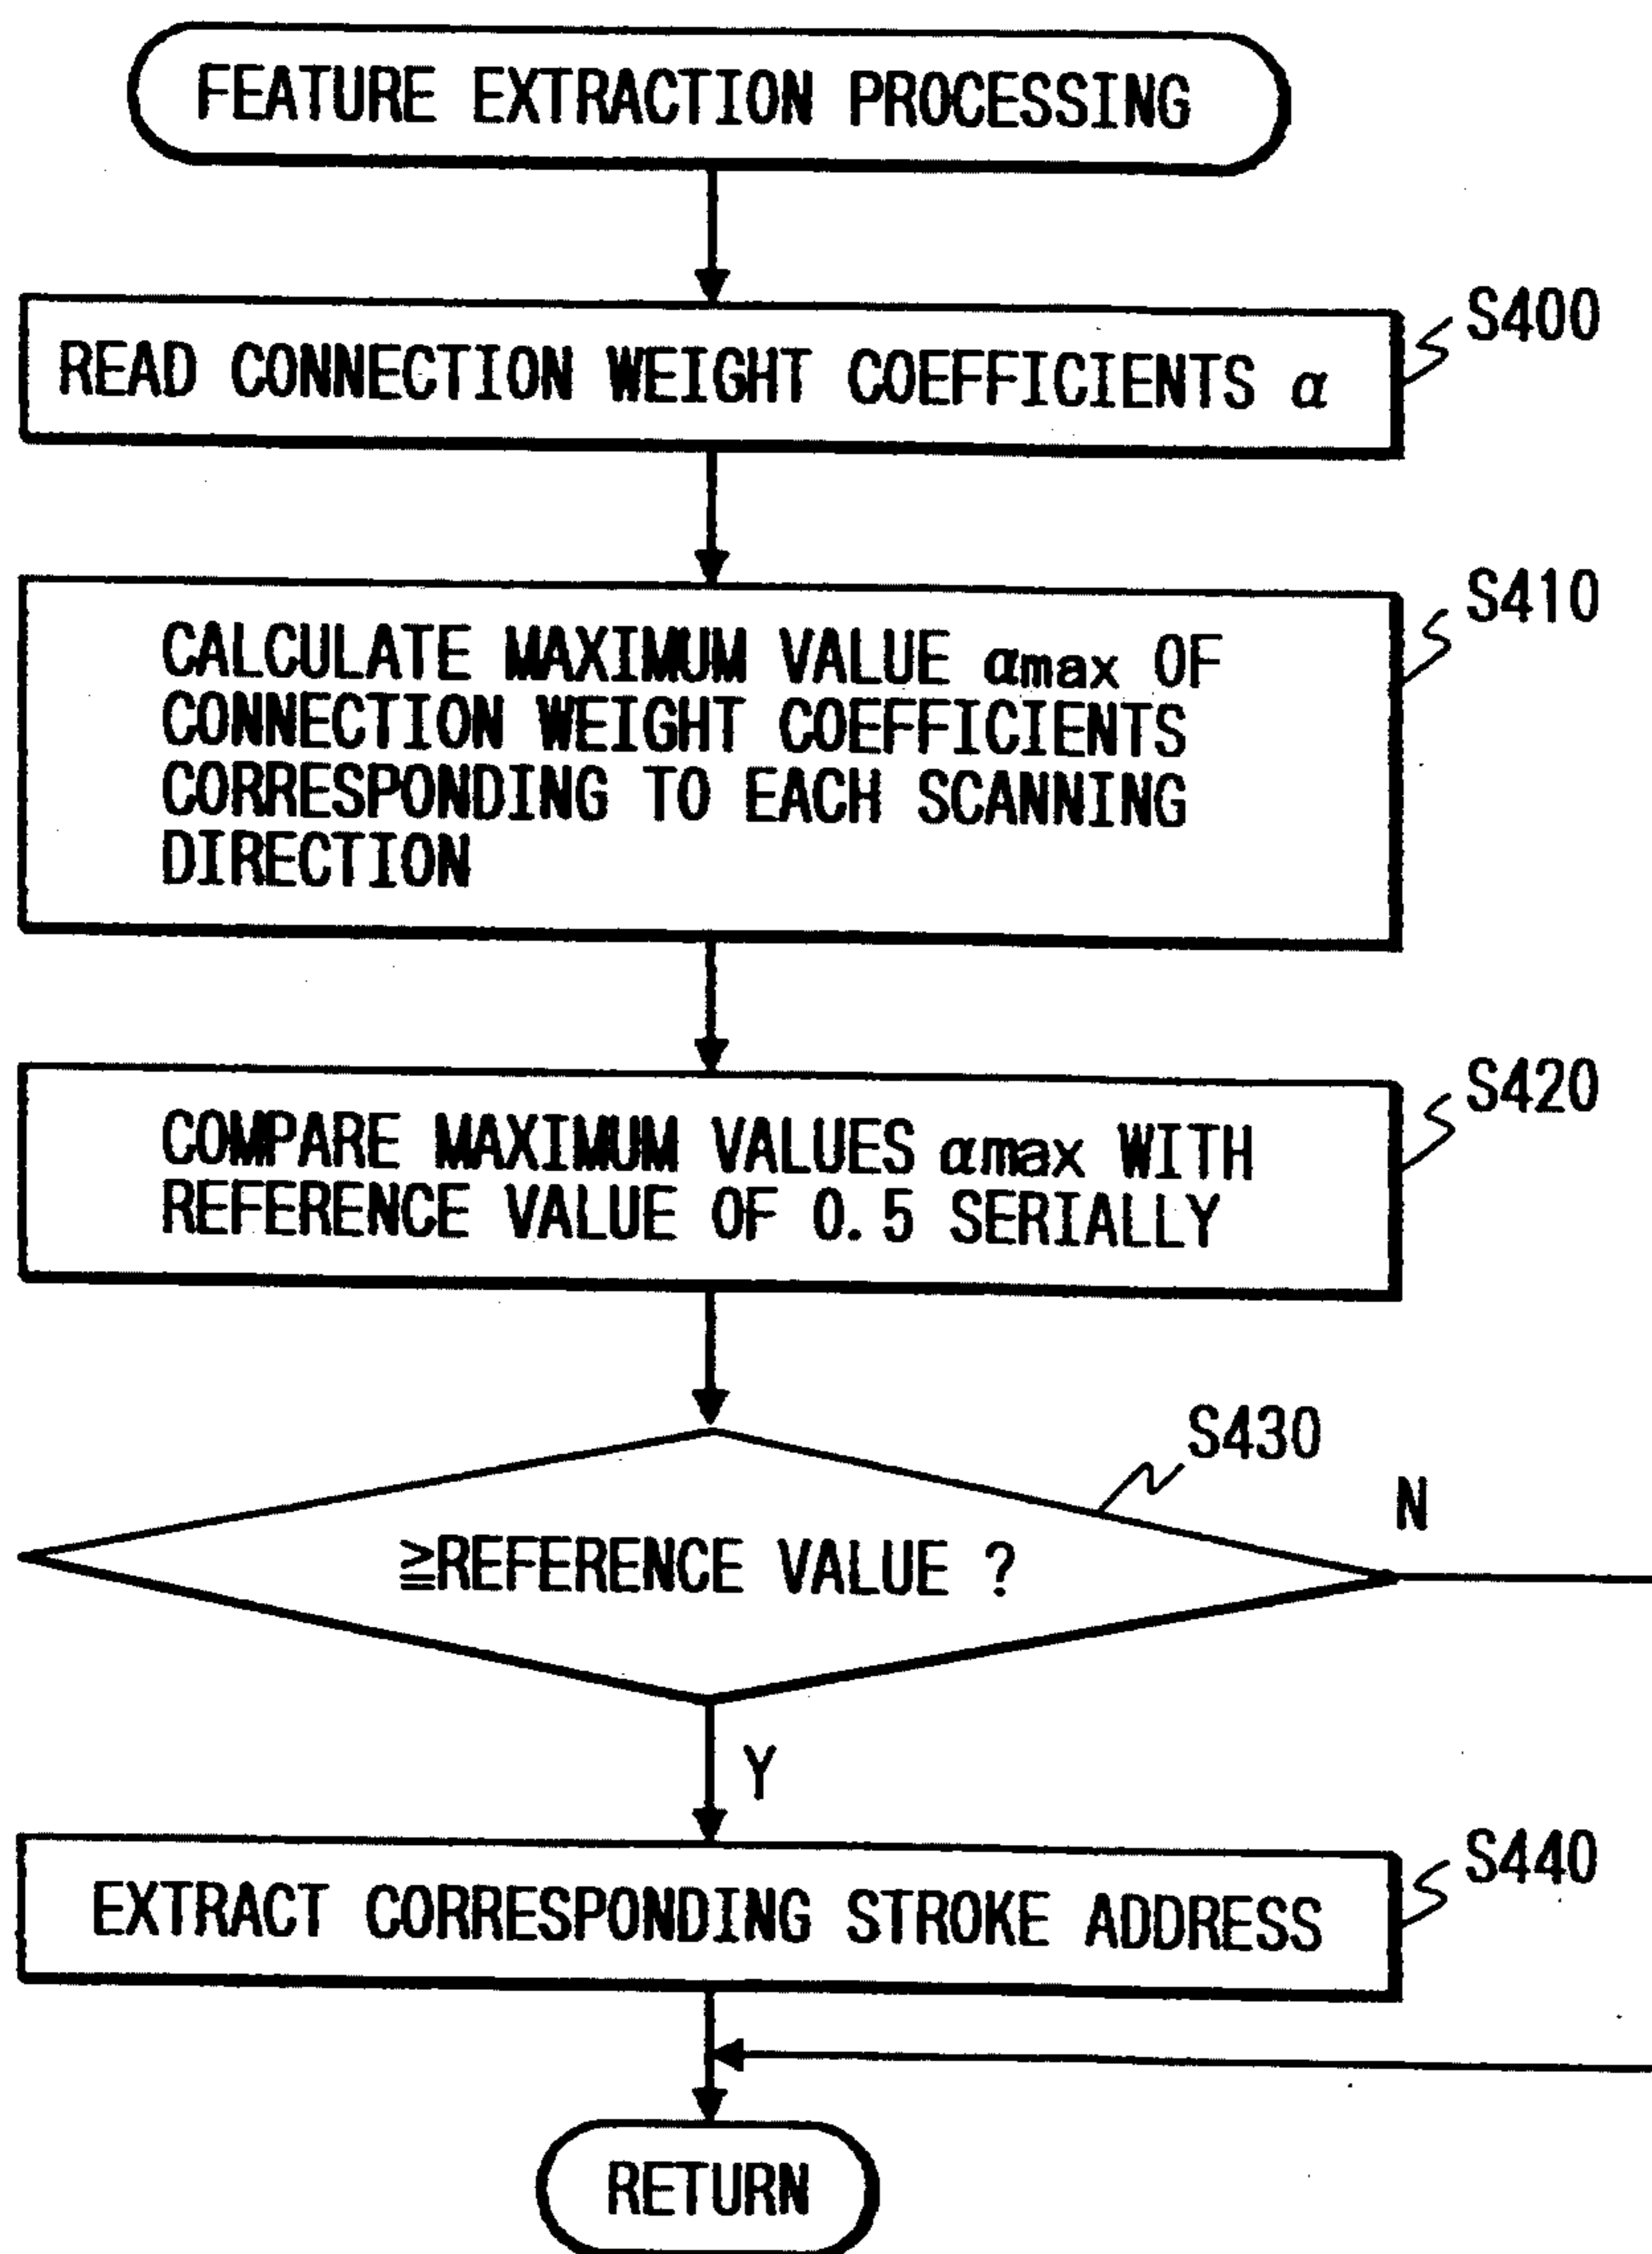 FEATURE EXTRACTION PROCESSING
S400
READ CONNECTION WEIGHT COEFFICIENTS α
S410
CALCULATE MAXIMUM VALUE αmax OF
CONNECTION WEIGHT COEFFICIENTS
CORRESPONDING TO EACH SCANNING
DIRECTION
S420
COMPARE MAXIMUM VALUES αmax WITH
REFERENCE VALUE OF 0.5 SERIALLY
S430
N
≧REFERENCE VALUE ?
Y
S440
EXTRACT CORRESPONDING STROKE ADDRESS
RETURN